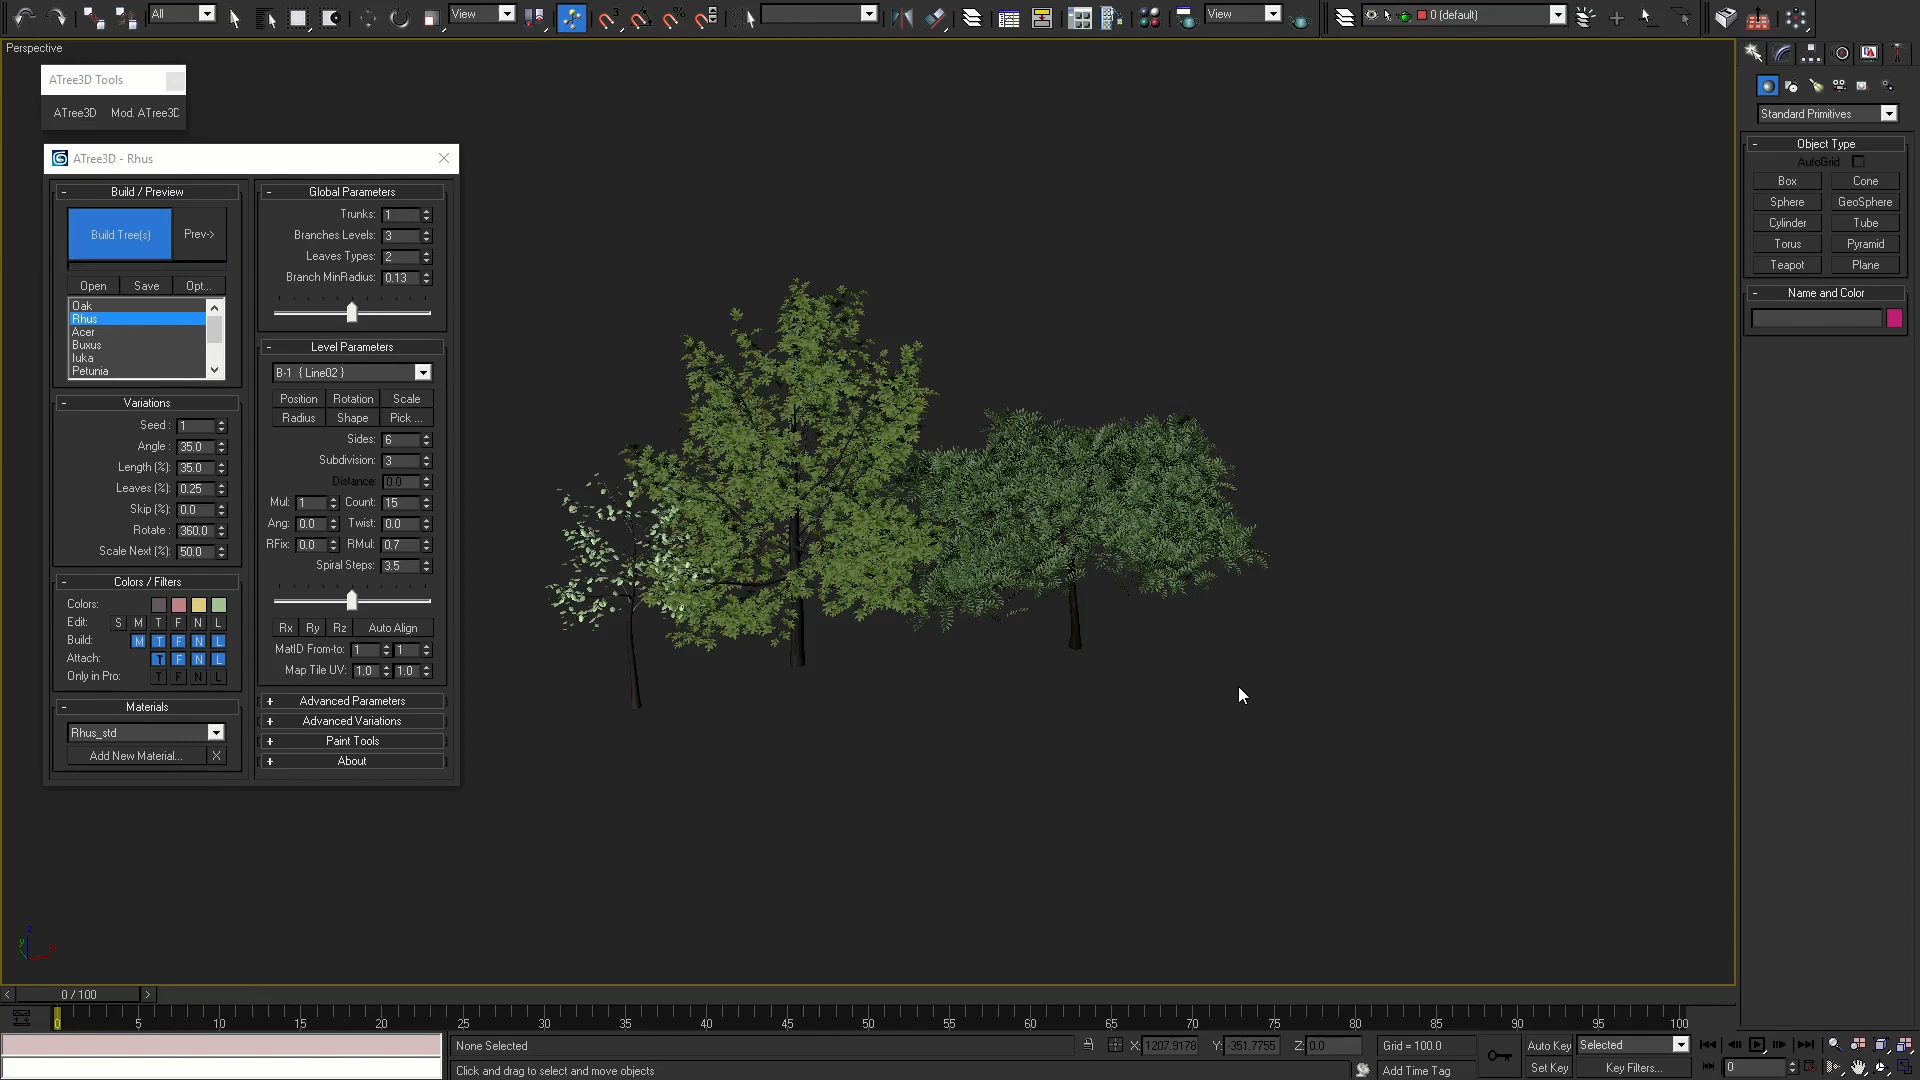 All
View
View
0 (default)
Perspective
ATree3D Tools
ATree3D Mod. ATree3D
ATree3D - Rhus
Build / Preview
Build Tree(s) Prev->
Open Save Opt...
Oak
Rhus
Acer
Buxus
Iuka
Petunia
Variations
Seed : 1
Angle : 35.0
Length (%): 35.0
Leaves (%): 0.25
Skip (%): 0.0
Rotate : 360.0
Scale Next (%): 50.0
Colors / Filters
Colors:
Edit: S M T F N L
Build: M T F N L
Attach: T F N L
Only in Pro: T F N L
Materials
Rhus_std
Add New Material... X
Global Parameters
Trunks: 1
Branches Levels: 3
Leaves Types: 2
Branch MinRadius: 0.13
Level Parameters
B-1 { Line02 }
Position Rotation Scale
Radius Shape Pick ...
Sides: 6
Subdivision: 3
Distance: 0.0
Mul: 1 Count: 15
Ang: 0.0 Twist: 0.0
RFix: 0.0 RMul: 0.7
Spiral Steps: 3.5
Rx Ry Rz Auto Align
MatID From-to: 1 1
Map Tile UV: 1.0 1.0
+ Advanced Parameters
+ Advanced Variations
+ Paint Tools
+ About
Standard Primitives
Object Type
AutoGrid
Box Cone
Sphere GeoSphere
Cylinder Tube
Torus Pyramid
Teapot Plane
Name and Color
z
y
x
< 0 / 100 >
0 5 10 15 20 25 30 35 40 45 50 55 60 65 70 75 80 85 90 95 100
None Selected X: 1207.9178 Y: -351.7755 Z: 0.0 Grid = 100.0 Auto Key Selected
Click and drag to select and move objects Add Time Tag Set Key Key Filters... 0